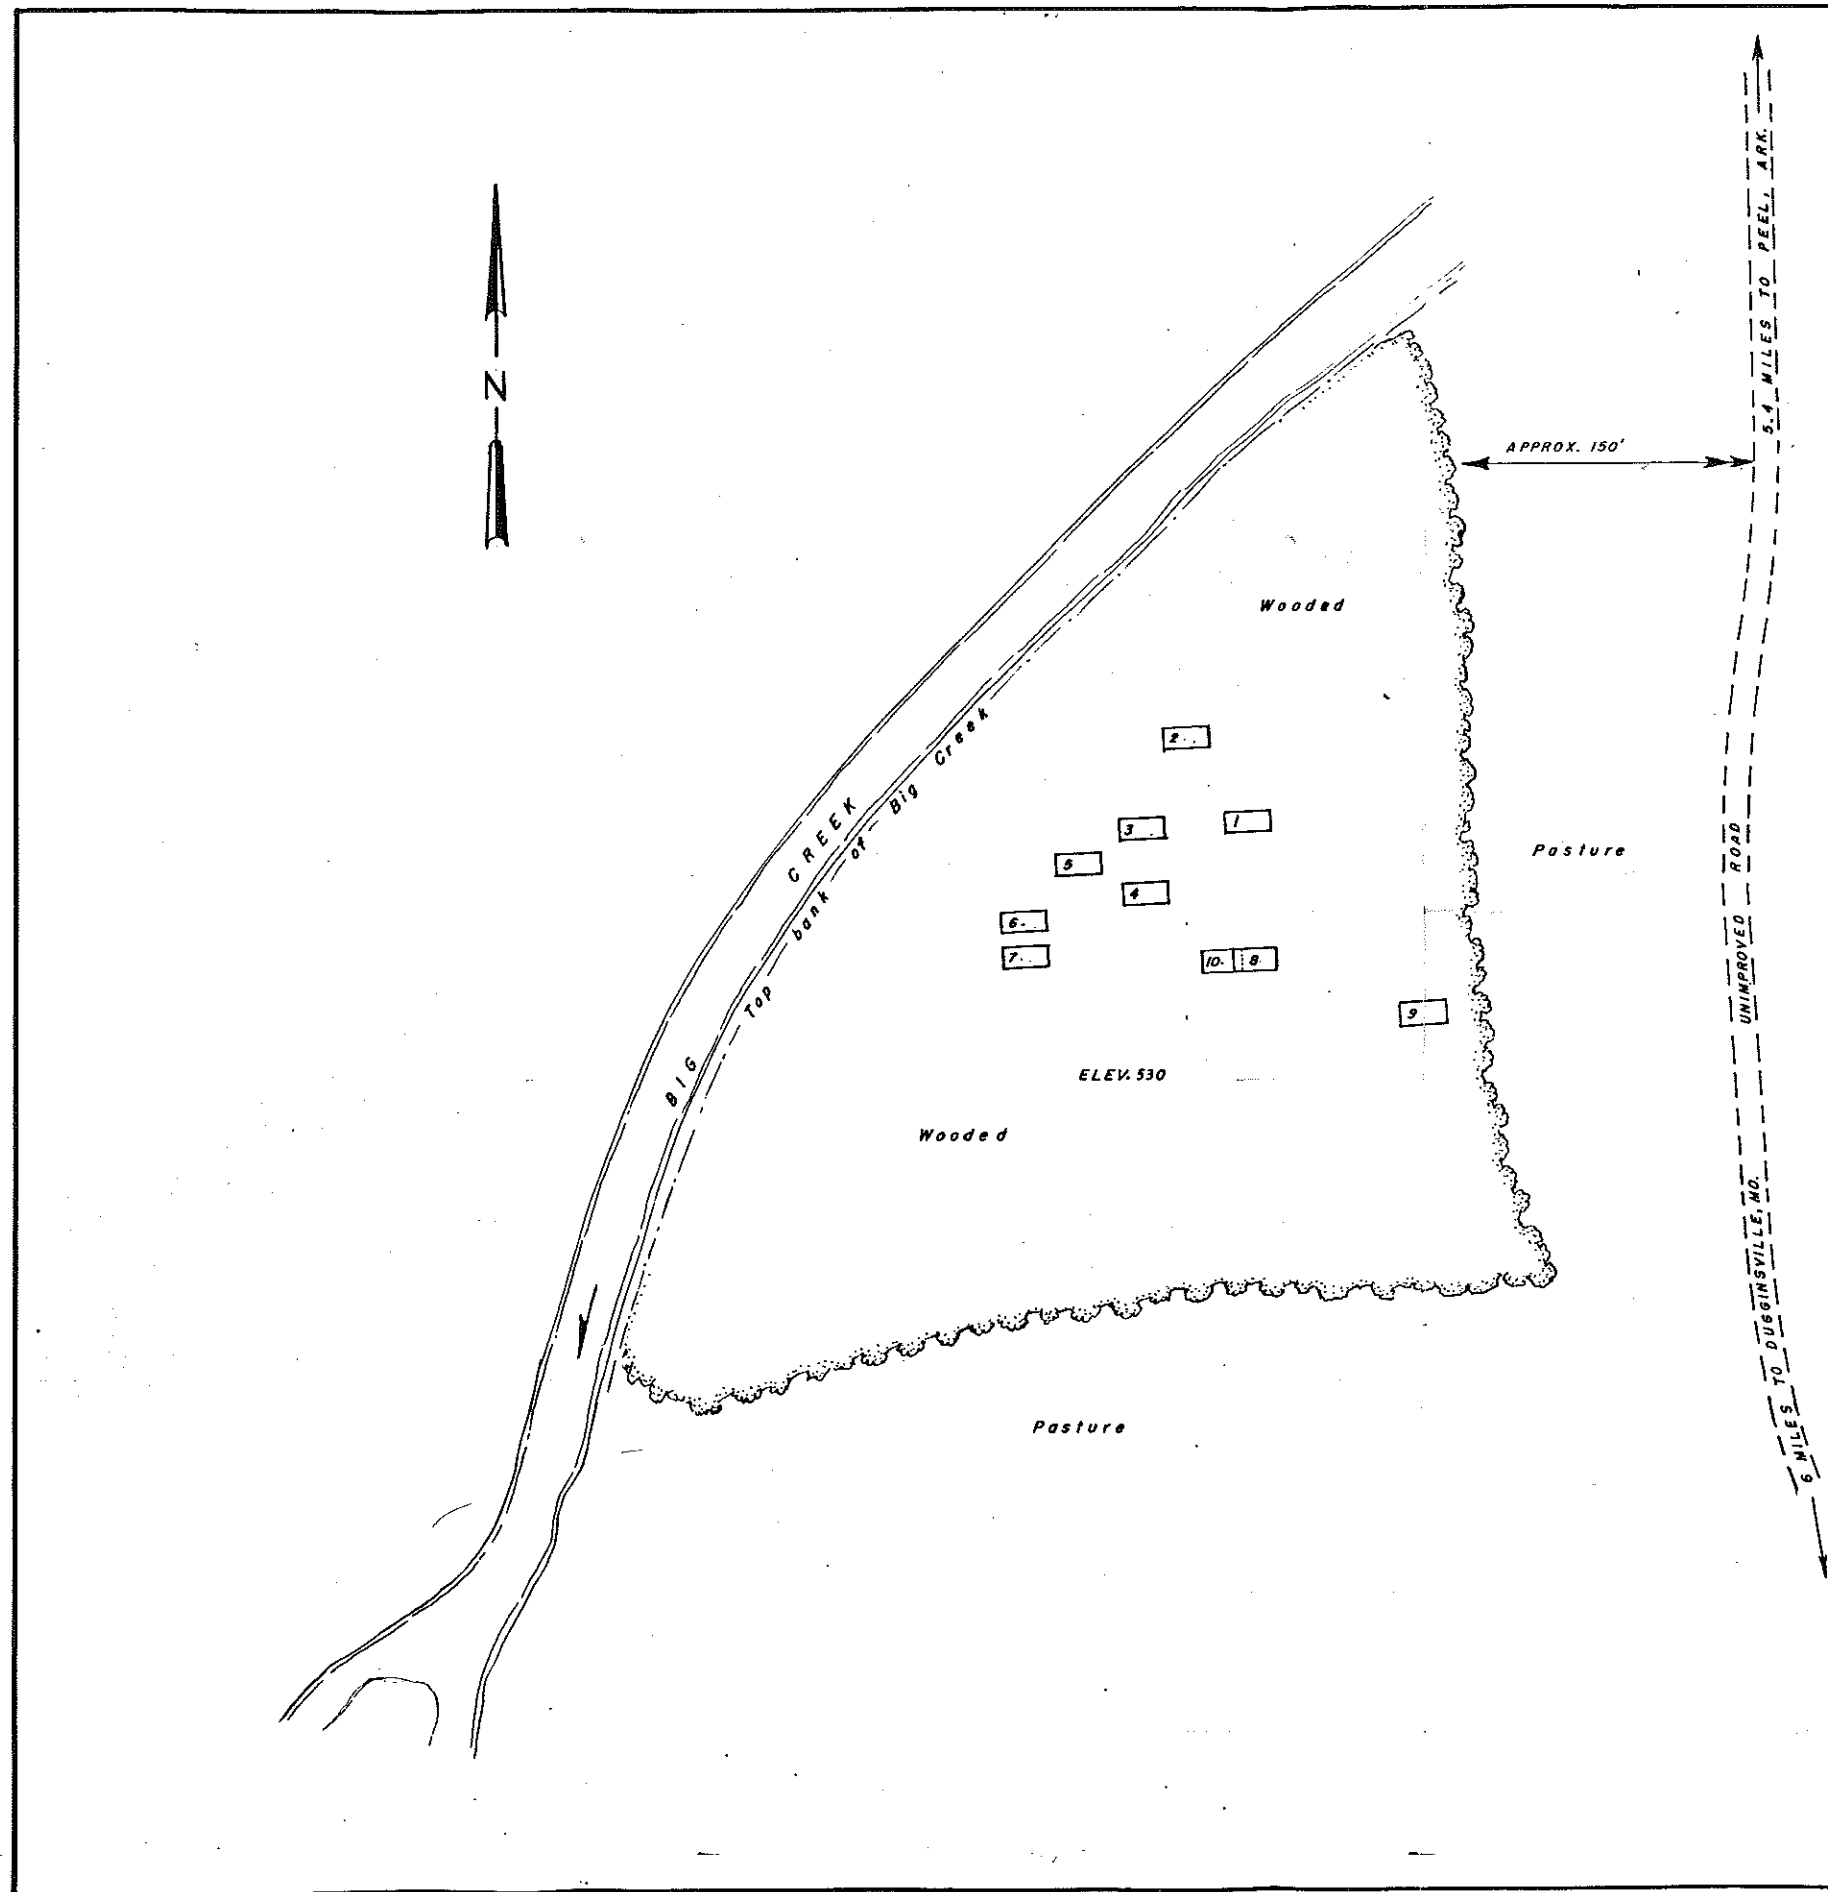 5.4 MILES TO PEEL, ARK.
N
APPROX. 150'
Wooded
2
CREEK
3
1
Pasture
5
4
6
7
10
8
9
Top bank of Big Creek
UNIMPROVED ROAD
BIG
ELEV. 530
Wooded
6 MILES TO DUGGINSVILLE, MO.
Pasture